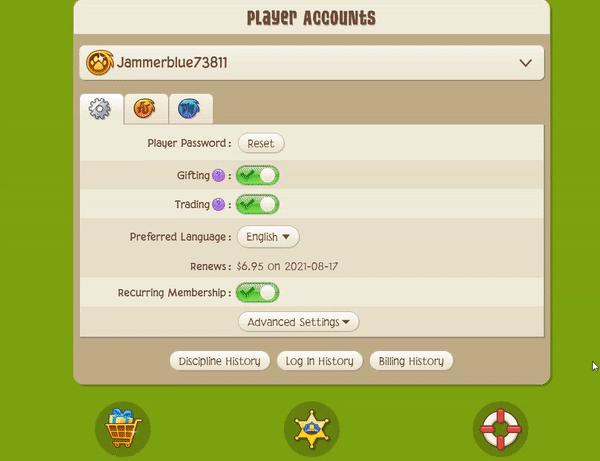 Player Accounts
Jammerblue73811
Player Password: Reset
Gifting ? :
Trading ? :
Preferred Language: English
Renews: $6.95 on 2021-08-17
Recurring Membership:
Advanced Settings
Discipline History Log In History Billing History